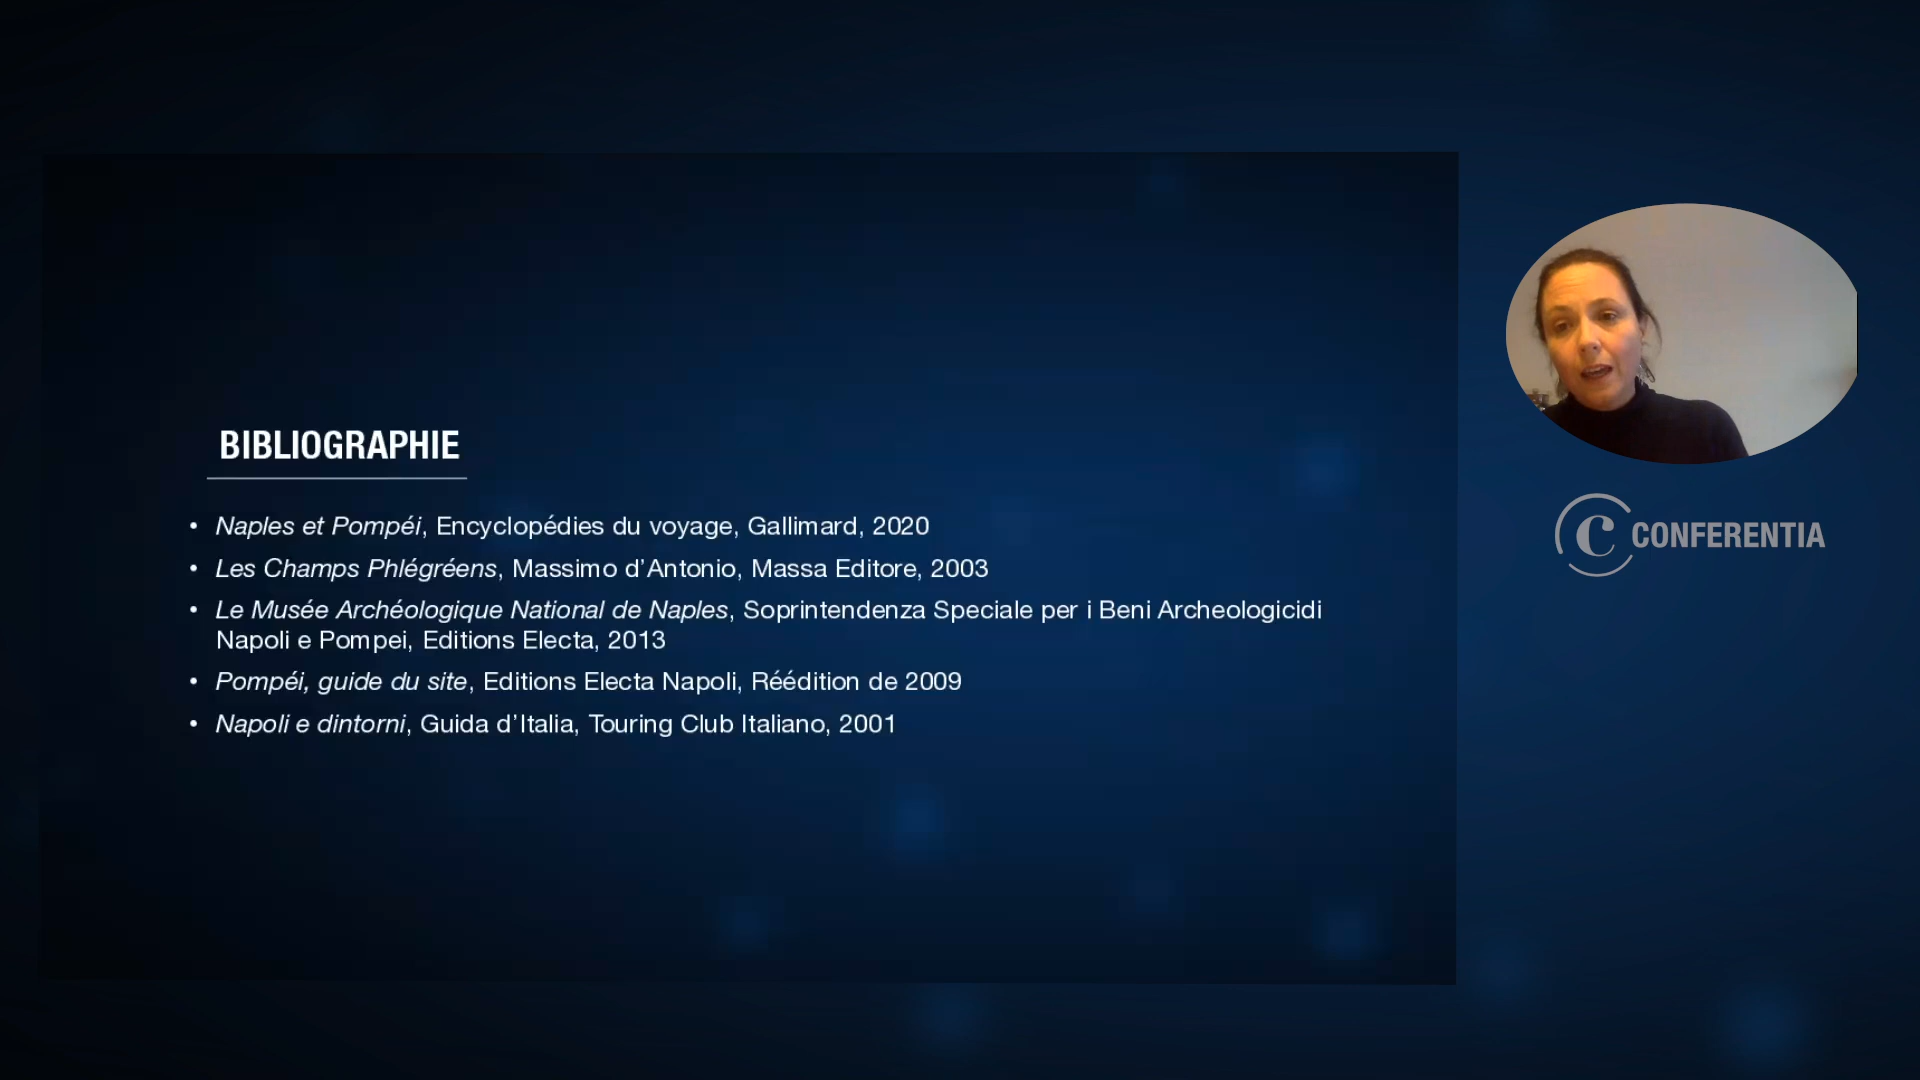 BIBLIOGRAPHIE
• Naples et Pompéi, Encyclopédies du voyage, Gallimard, 2020
• Les Champs Phlégréens, Massimo d’Antonio, Massa Editore, 2003
• Le Musée Archéologique National de Naples, Soprintendenza Speciale per i Beni Archeologicidi
Napoli e Pompei, Editions Electa, 2013
• Pompéi, guide du site, Editions Electa Napoli, Réédition de 2009
• Napoli e dintorni, Guida d’Italia, Touring Club Italiano, 2001
C CONFERENTIA